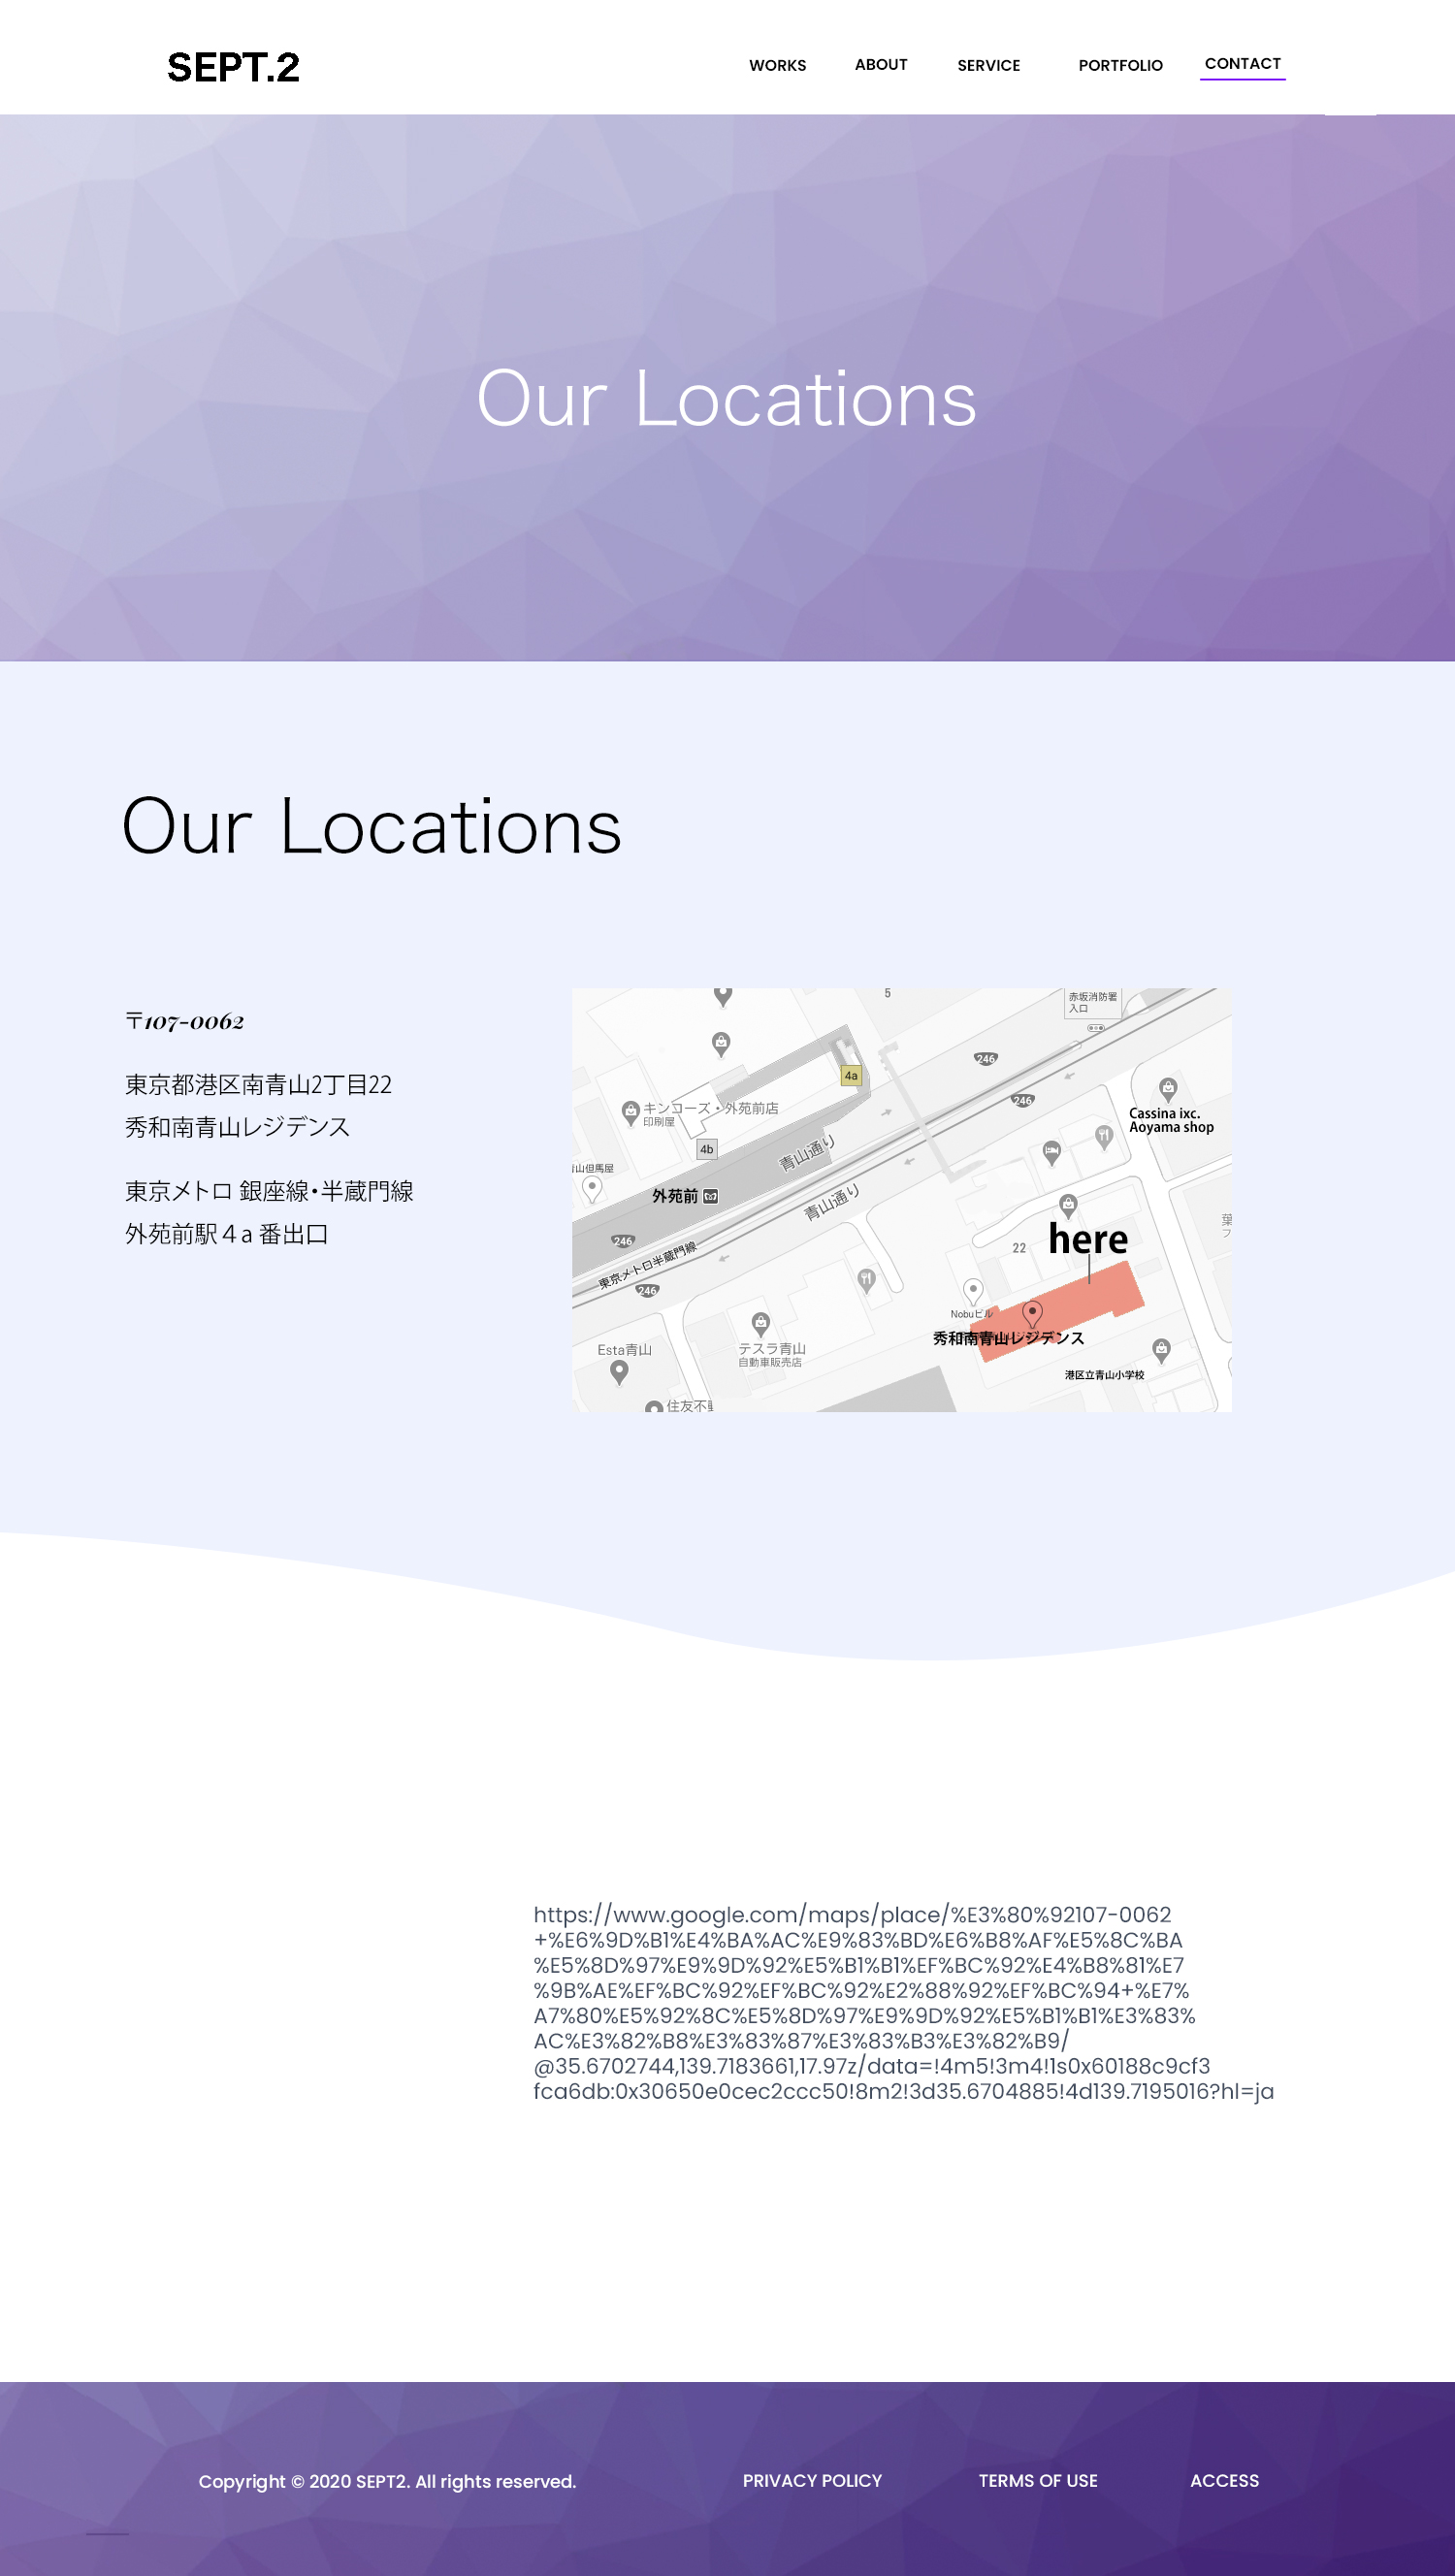 SEPT.2
WORKS
ABOUT
SERVICE
PORTFOLIO
CONTACT
Our Locations
Our Locations
〒107-0062
東京都港区南青山2丁目22
秀和南青山レジデンス
東京メトロ 銀座線・半蔵門線
外苑前駅４a 番出口
5
赤坂消防署
入口
246
4a
246
Cassina ixc.
Aoyama shop
キンコーズ・外苑前店
印刷屋
4b
青山通り
山但馬屋
外苑前
青山通り
here
22
246
東京メトロ半蔵門線
246
Nobuビル
秀和南青山レジデンス
Esta青山
テスラ青山
自動車販売店
港区立青山小学校
住友不動
https://www.google.com/maps/place/%E3%80%92107-0062
+%E6%9D%B1%E4%BA%AC%E9%83%BD%E6%B8%AF%E5%8C%BA
%E5%8D%97%E9%9D%92%E5%B1%B1%EF%BC%92%E4%B8%81%E7
%9B%AE%EF%BC%92%EF%BC%92%E2%88%92%EF%BC%94+%E7%
A7%80%E5%92%8C%E5%8D%97%E9%9D%92%E5%B1%B1%E3%83%
AC%E3%82%B8%E3%83%87%E3%83%B3%E3%82%B9/
@35.6702744,139.7183661,17.97z/data=!4m5!3m4!1s0x60188c9cf3
fca6db:0x30650e0cec2ccc50!8m2!3d35.6704885!4d139.7195016?hl=ja
Copyright © 2020 SEPT2. All rights reserved.
PRIVACY POLICY
TERMS OF USE
ACCESS